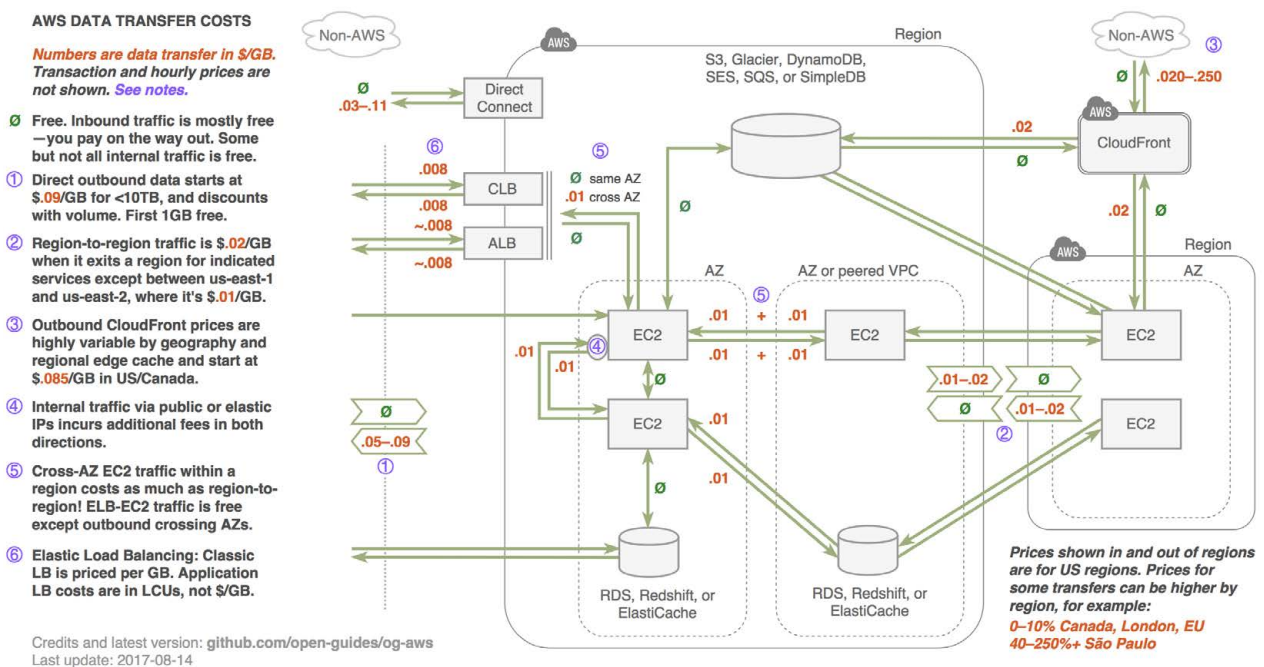 AWS DATA TRANSFER COSTS
Numbers are data transfer in $/GB.
Transaction and hourly prices are
not shown. See notes.
Ø Free. Inbound traffic is mostly free
—you pay on the way out. Some
but not all internal traffic is free.
① Direct outbound data starts at
$.09/GB for <10TB, and discounts
with volume. First 1GB free.
② Region-to-region traffic is $.02/GB
when it exits a region for indicated
services except between us-east-1
and us-east-2, where it's $.01/GB.
③ Outbound CloudFront prices are
highly variable by geography and
regional edge cache and start at
$.085/GB in US/Canada.
④ Internal traffic via public or elastic
IPs incurs additional fees in both
directions.
⑤ Cross-AZ EC2 traffic within a
region costs as much as region-to-
region! ELB-EC2 traffic is free
except outbound crossing AZs.
⑥ Elastic Load Balancing: Classic
LB is priced per GB. Application
LB costs are in LCUs, not $/GB.
Credits and latest version: github.com/open-guides/og-aws
Last update: 2017-08-14
Non-AWS
Ø
.03–.11
Direct
Connect
AWS
Region
S3, Glacier, DynamoDB,
SES, SQS, or SimpleDB
Non-AWS
③
Ø
.020–.250
AWS
CloudFront
.02
Ø
.02
Ø
⑥
.008
CLB
.008
~.008
ALB
~.008
⑤
Ø same AZ
.01 cross AZ
Ø
Ø
AWS
Region
AZ
AZ
AZ or peered VPC
EC2
④
.01
.01
⑤
.01 + .01
.01 + .01
EC2
EC2
Ø
.01–.02
Ø
Ø
.01–.02
②
EC2
EC2
.01
.01
Ø
Ø
.05–.09
①
RDS, Redshift, or
ElastiCache
RDS, Redshift, or
ElastiCache
Prices shown in and out of regions
are for US regions. Prices for
some transfers can be higher by
region, for example:
0–10% Canada, London, EU
40–250%+ São Paulo